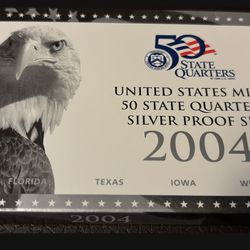 50
STATE
QUARTERS
UNITED STATES MI
50 STATE QUARTE
SILVER PROOF S
2004
FLORIDA
TEXAS
IOWA
W
2004